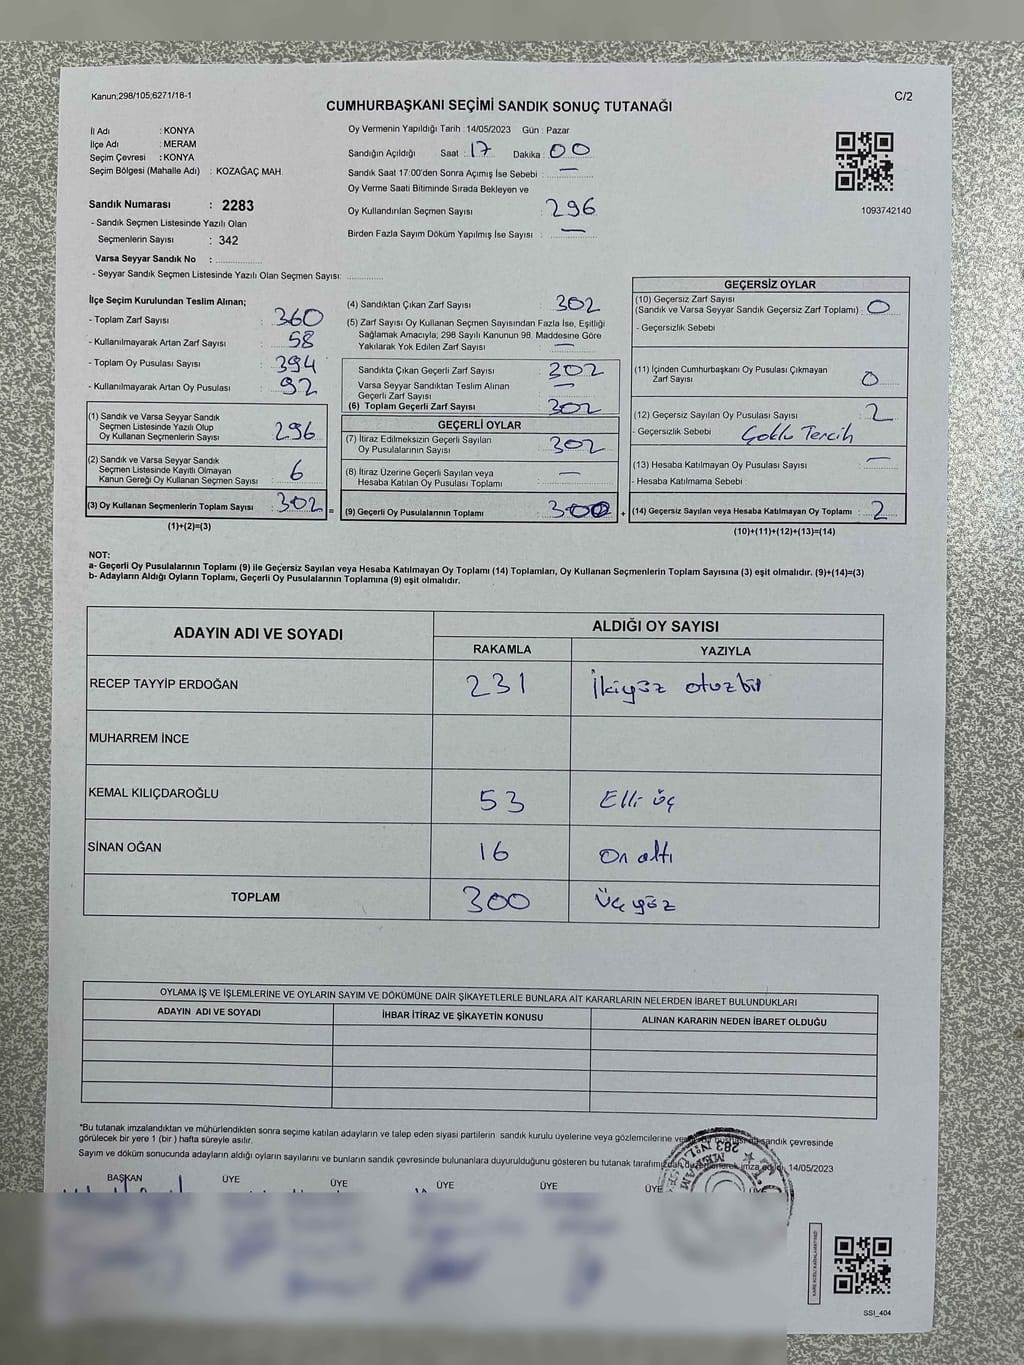 Kanun;298/105;6271/18-1
C/2
CUMHURBAŞKANI SEÇİMİ SANDIK SONUÇ TUTANAĞI
İl Adı : KONYA
İlçe Adı : MERAM
Seçim Çevresi : KONYA
Seçim Bölgesi (Mahalle Adı) : KOZAĞAÇ MAH.
Sandık Numarası : 2283
- Sandık Seçmen Listesinde Yazılı Olan
Seçmenlerin Sayısı : 342
Varsa Seyyar Sandık No :
- Seyyar Sandık Seçmen Listesinde Yazılı Olan Seçmen Sayısı:
Oy Vermenin Yapıldığı Tarih : 14/05/2023 Gün : Pazar
Sandığın Açıldığı Saat : 17 Dakika : 00
Sandık Saat 17:00'den Sonra Açımış İse Sebebi : —
Oy Verme Saati Bitiminde Sırada Bekleyen ve
Oy Kullandırılan Seçmen Sayısı : 296
Birden Fazla Sayım Döküm Yapılmış İse Sayısı : —
1093742140
İlçe Seçim Kurulundan Teslim Alınan;
- Toplam Zarf Sayısı : 360
- Kullanılmayarak Artan Zarf Sayısı : 58
- Toplam Oy Pusulası Sayısı : 394
- Kullanılmayarak Artan Oy Pusulası : 92
(1) Sandık ve Varsa Seyyar Sandık
Seçmen Listesinde Yazılı Olup
Oy Kullanan Seçmenlerin Sayısı : 296
(2) Sandık ve Varsa Seyyar Sandık
Seçmen Listesinde Kayıtlı Olmayan
Kanun Gereği Oy Kullanan Seçmen Sayısı : 6
(3) Oy Kullanan Seçmenlerin Toplam Sayısı : 302 =
(1)+(2)=(3)
(4) Sandıktan Çıkan Zarf Sayısı 302
(5) Zarf Sayısı Oy Kullanan Seçmen Sayısından Fazla İse, Eşitliği
Sağlamak Amacıyla; 298 Sayılı Kanunun 98. Maddesine Göre
Yakılarak Yok Edilen Zarf Sayısı : —
Sandıkta Çıkan Geçerli Zarf Sayısı : 302
Varsa Seyyar Sandıktan Teslim Alınan
Geçerli Zarf Sayısı : —
(6) Toplam Geçerli Zarf Sayısı : 302
GEÇERLİ OYLAR
(7) İtiraz Edilmeksizin Geçerli Sayılan
Oy Pusulalarının Sayısı : 302
(8) İtiraz Üzerine Geçerli Sayılan veya
Hesaba Katılan Oy Pusulası Toplamı : —
(9) Geçerli Oy Pusulalarının Toplamı : 300 +
GEÇERSİZ OYLAR
(10) Geçersiz Zarf Sayısı
(Sandık ve Varsa Seyyar Sandık Geçersiz Zarf Toplamı) : 0
- Geçersizlik Sebebi
(11) İçinden Cumhurbaşkanı Oy Pusulası Çıkmayan
Zarf Sayısı 0
(12) Geçersiz Sayılan Oy Pusulası Sayısı : 2
- Geçersizlik Sebebi Çoklu Tercih
(13) Hesaba Katılmayan Oy Pusulası Sayısı : —
- Hesaba Katılmama Sebebi :
(14) Geçersiz Sayılan veya Hesaba Katılmayan Oy Toplamı : 2
(10)+(11)+(12)+(13)=(14)
NOT:
a- Geçerli Oy Pusulalarının Toplamı (9) ile Geçersiz Sayılan veya Hesaba Katılmayan Oy Toplamı (14) Toplamları, Oy Kullanan Seçmenlerin Toplam Sayısına (3) eşit olmalıdır. (9)+(14)=(3)
b- Adayların Aldığı Oyların Toplamı, Geçerli Oy Pusulalarının Toplamına (9) eşit olmalıdır.
ADAYIN ADI VE SOYADI
ALDIĞI OY SAYISI
RAKAMLA YAZIYLA
RECEP TAYYİP ERDOĞAN 231 İkiyüz otuzbir
MUHARREM İNCE
KEMAL KILIÇDAROĞLU 53 Elli üç
SİNAN OĞAN 16 On altı
TOPLAM 300 Üç yüz
OYLAMA İŞ VE İŞLEMLERİNE VE OYLARIN SAYIM VE DÖKÜMÜNE DAİR ŞİKAYETLERLE BUNLARA AİT KARARLARIN NELERDEN İBARET BULUNDUKLARI
ADAYIN ADI VE SOYADI İHBAR İTİRAZ VE ŞİKAYETİN KONUSU ALINAN KARARIN NEDEN İBARET OLDUĞU
*Bu tutanak imzalandıktan ve mühürlendikten sonra seçime katılan adayların ve talep eden siyasi partilerin sandık kurulu üyelerine veya gözlemcilerine sandık çevresinde
görülecek bir yere 1 (bir ) hafta süreyle asılır.
Sayım ve döküm sonucunda adayların aldığı oyların sayılarını ve bunların sandık çevresinde bulunanlara duyurulduğunu gösteren bu tutanak tarafımızdan düzenlenerek imza edildi. 14/05/2023
BAŞKAN ÜYE ÜYE ÜYE ÜYE ÜYE ÜYE
T.C.
MERAM
SSI_404